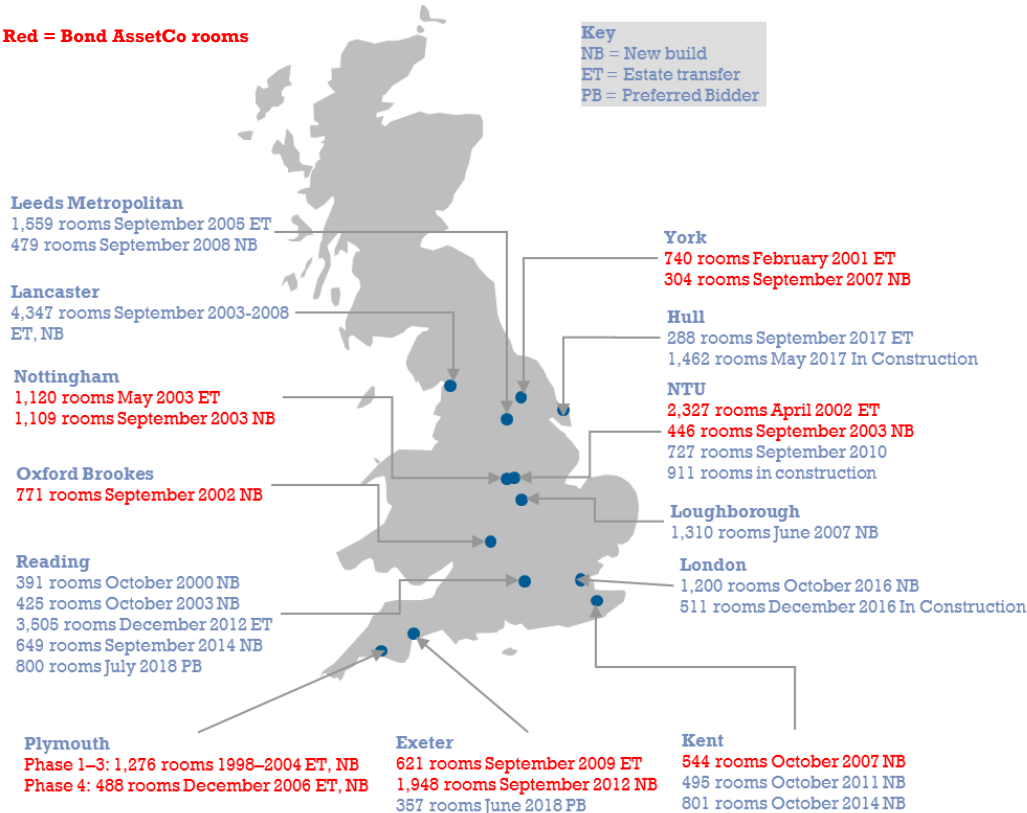 Red = Bond AssetCo rooms
Key
NB = New build
ET = Estate transfer
PB = Preferred Bidder
Leeds Metropolitan
1,559 rooms September 2005 ET
479 rooms September 2008 NB
Lancaster
4,347 rooms September 2003-2008
ET, NB
Nottingham
1,120 rooms May 2003 ET
1,109 rooms September 2003 NB
Oxford Brookes
771 rooms September 2002 NB
Reading
391 rooms October 2000 NB
425 rooms October 2003 NB
3,505 rooms December 2012 ET
649 rooms September 2014 NB
800 rooms July 2018 PB
York
740 rooms February 2001 ET
304 rooms September 2007 NB
Hull
288 rooms September 2017 ET
1,462 rooms May 2017 In Construction
NTU
2,327 rooms April 2002 ET
446 rooms September 2003 NB
727 rooms September 2010
911 rooms in construction
Loughborough
1,310 rooms June 2007 NB
London
1,200 rooms October 2016 NB
511 rooms December 2016 In Construction
Plymouth
Phase 1–3: 1,276 rooms 1998–2004 ET, NB
Phase 4: 488 rooms December 2006 ET, NB
Exeter
621 rooms September 2009 ET
1,948 rooms September 2012 NB
357 rooms June 2018 PB
Kent
544 rooms October 2007 NB
495 rooms October 2011 NB
801 rooms October 2014 NB